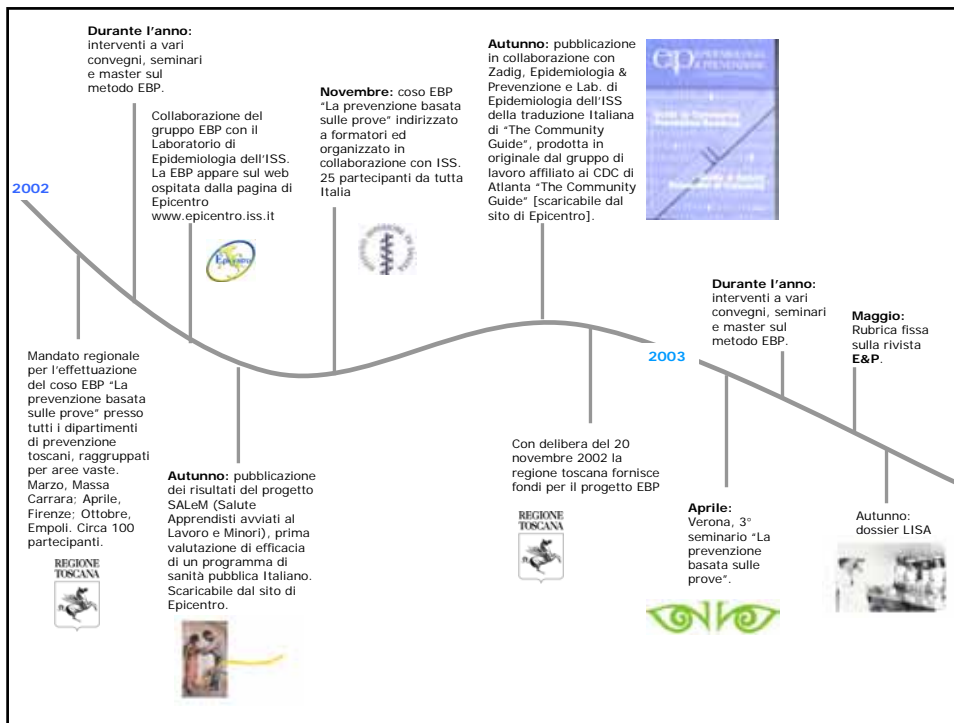 2002
Durante l'anno:
interventi a vari
convegni, seminari
e master sul
metodo EBP.
Mandato regionale
per l'effettuazione
del coso EBP "La
prevenzione basata
sulle prove" presso
tutti i dipartimenti
di prevenzione
toscani, raggruppati
per aree vaste.
Marzo, Massa
Carrara; Aprile,
Firenze; Ottobre,
Empoli. Circa 100
partecipanti.
REGIONE
TOSCANA
Collaborazione del
gruppo EBP con il
Laboratorio di
Epidemiologia dell'ISS.
La EBP appare sul web
ospitata dalla pagina di
Epicentro
www.epicentro.iss.it
Epicentro
Autunno: pubblicazione
dei risultati del progetto
SALeM (Salute
Apprendisti avviati al
Lavoro e Minori), prima
valutazione di efficacia
di un programma di
sanità pubblica Italiano.
Scaricabile dal sito di
Epicentro.
Novembre: coso EBP
"La prevenzione basata
sulle prove" indirizzato
a formatori ed
organizzato in
collaborazione con ISS.
25 partecipanti da tutta
Italia
Autunno: pubblicazione
in collaborazione con
Zadig, Epidemiologia &
Prevenzione e Lab. di
Epidemiologia dell'ISS
della traduzione Italiana
di "The Community
Guide", prodotta in
originale dal gruppo di
lavoro affiliato ai CDC di
Atlanta "The Community
Guide" [scaricabile dal
sito di Epicentro].
ep EPIDEMIOLOGIA
& PREVENZIONE
Con delibera del 20
novembre 2002 la
regione toscana fornisce
fondi per il progetto EBP
REGIONE
TOSCANA
2003
Aprile:
Verona, 3°
seminario "La
prevenzione
basata sulle
prove".
Durante l'anno:
interventi a vari
convegni, seminari
e master sul
metodo EBP.
Maggio:
Rubrica fissa
sulla rivista
E&P.
Autunno:
dossier LISA